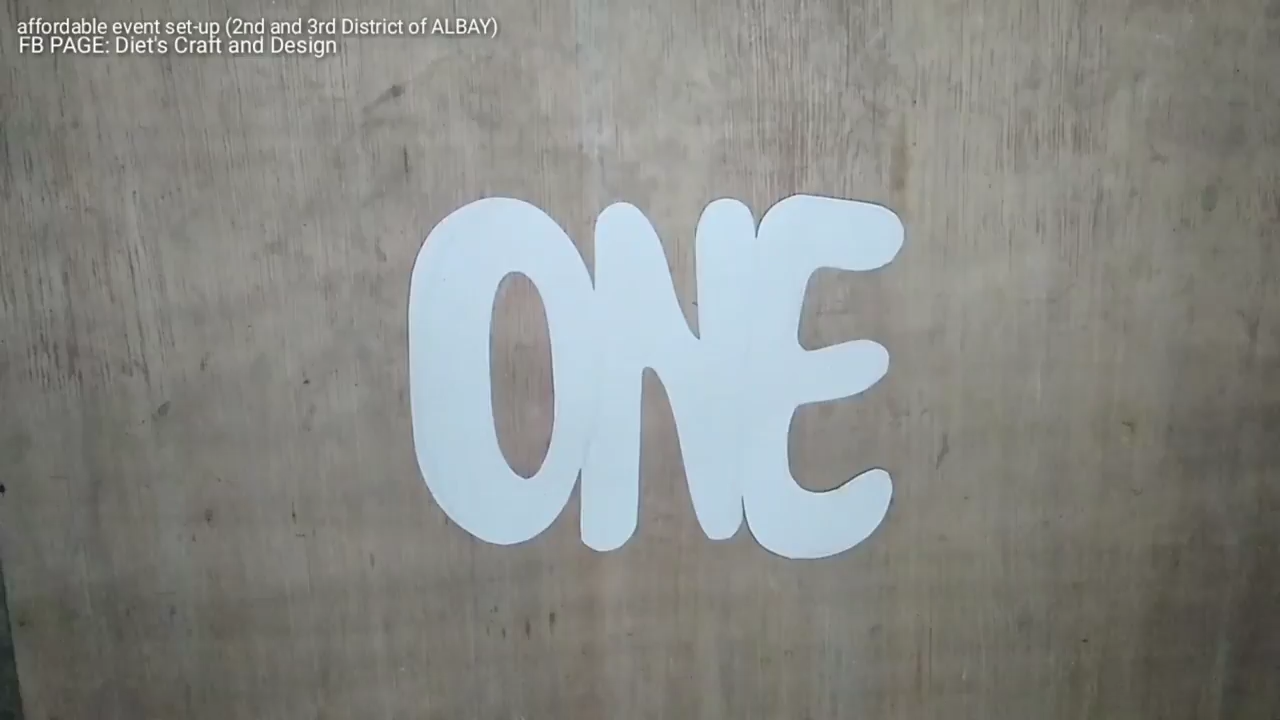 affordable event set-up (2nd and 3rd District of ALBAY)
FB PAGE: Diet's Craft and Design
ONE